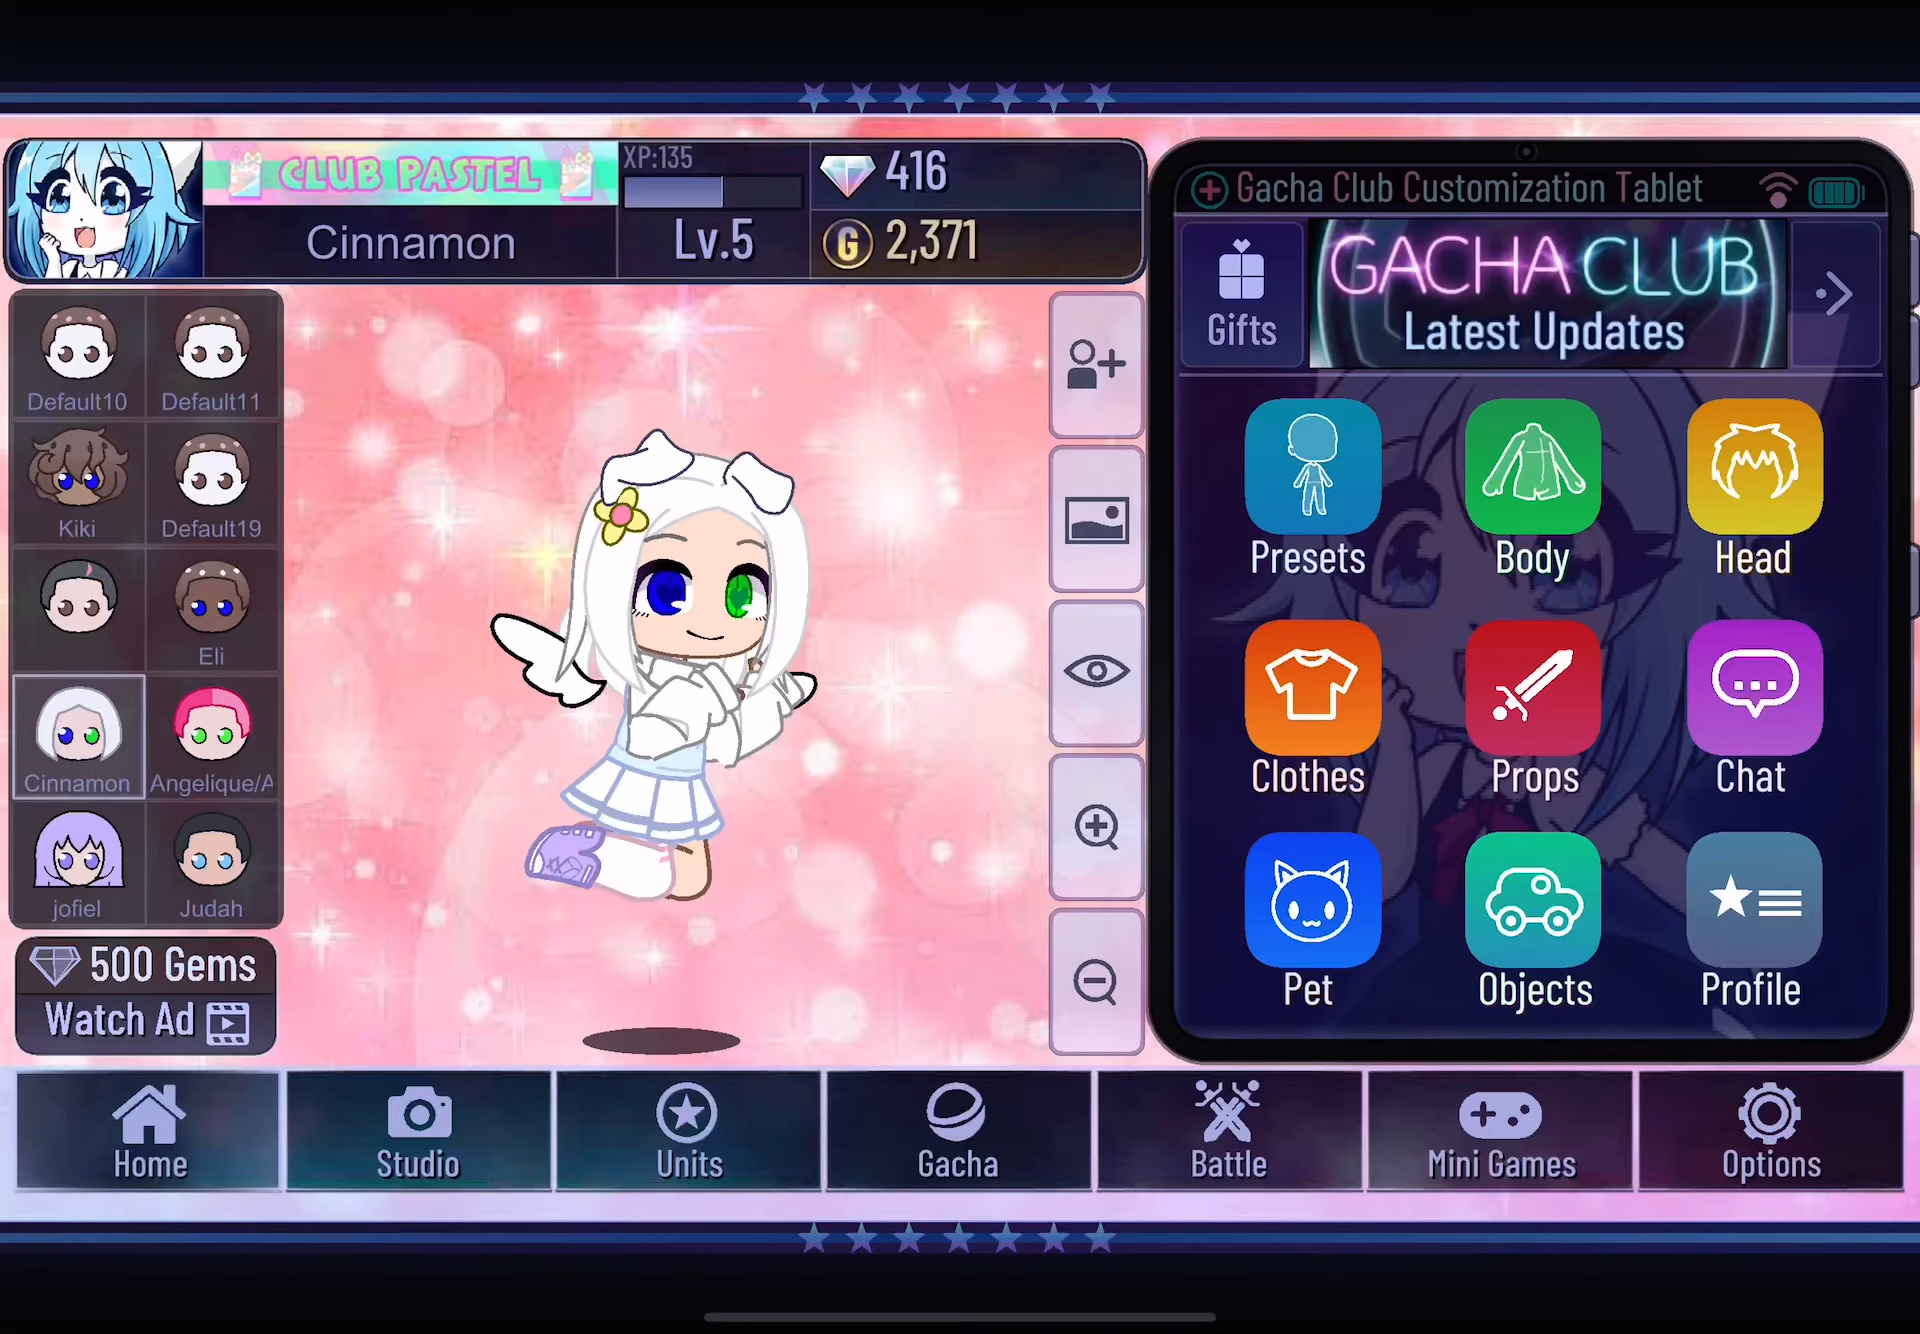 CLUB PASTEL
Cinnamon
XP:135
Lv.5
416
G 2,371
Gacha Club Customization Tablet
Gifts
GACHA CLUB
Latest Updates
Default10
Default11
Kiki
Default19
Eli
Cinnamon
Angelique/A
jofiel
Judah
500 Gems
Watch Ad
Presets
Body
Head
Clothes
Props
Chat
Pet
Objects
Profile
Home
Studio
Units
Gacha
Battle
Mini Games
Options